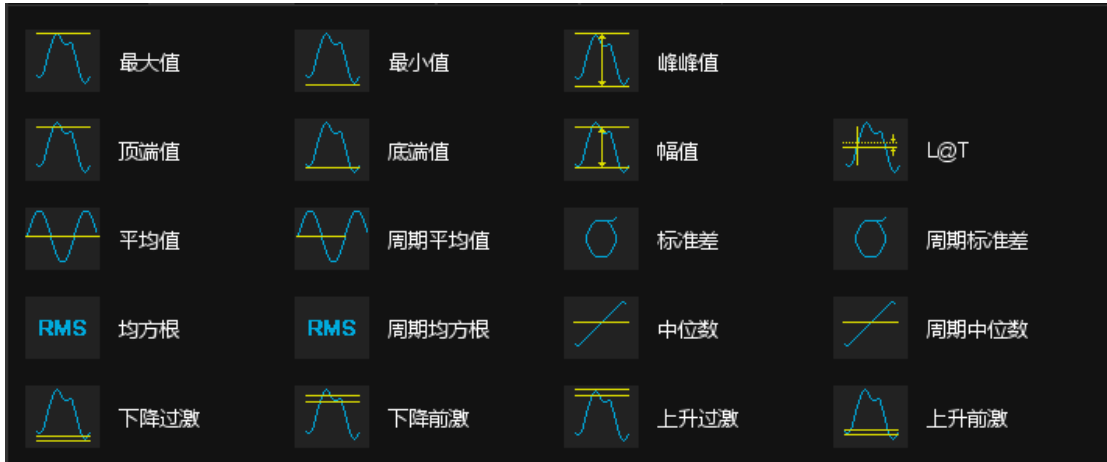 最大值 最小值 峰峰值
顶端值 底端值 幅值 L@T
平均值 周期平均值 标准差 周期标准差
RMS 均方根 RMS 周期均方根 中位数 周期中位数
下降过激 下降前激 上升过激 上升前激